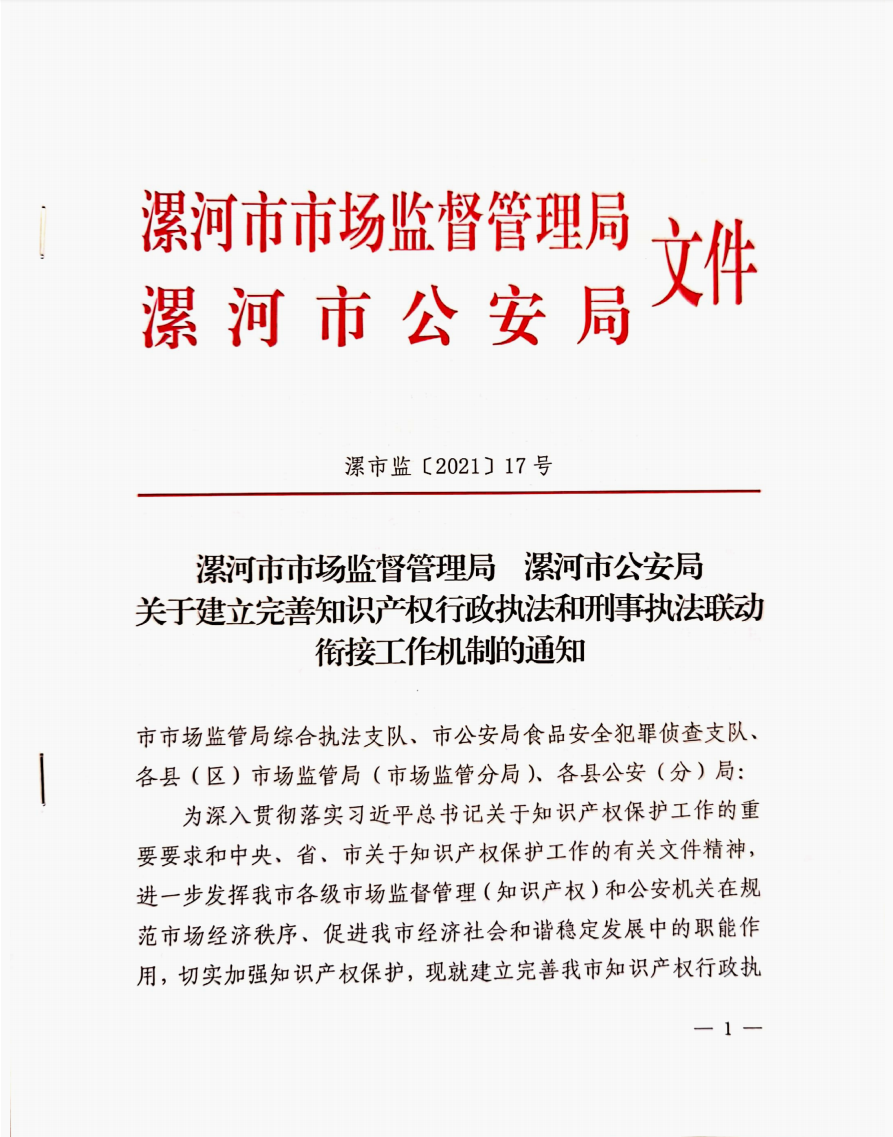 漯河市市场监督管理局
漯河市公安局
文件
漯市监〔2021〕17号
漯河市市场监督管理局 漯河市公安局
关于建立完善知识产权行政执法和刑事执法联动
衔接工作机制的通知
市市场监管局综合执法支队、市公安局食品安全犯罪侦查支队、
各县（区）市场监管局（市场监管分局）、各县公安（分）局：
为深入贯彻落实习近平总书记关于知识产权保护工作的重
要要求和中央、省、市关于知识产权保护工作的有关文件精神，
进一步发挥我市各级市场监督管理（知识产权）和公安机关在规
范市场经济秩序、促进我市经济社会和谐稳定发展中的职能作
用，切实加强知识产权保护，现就建立完善我市知识产权行政执
— 1 —